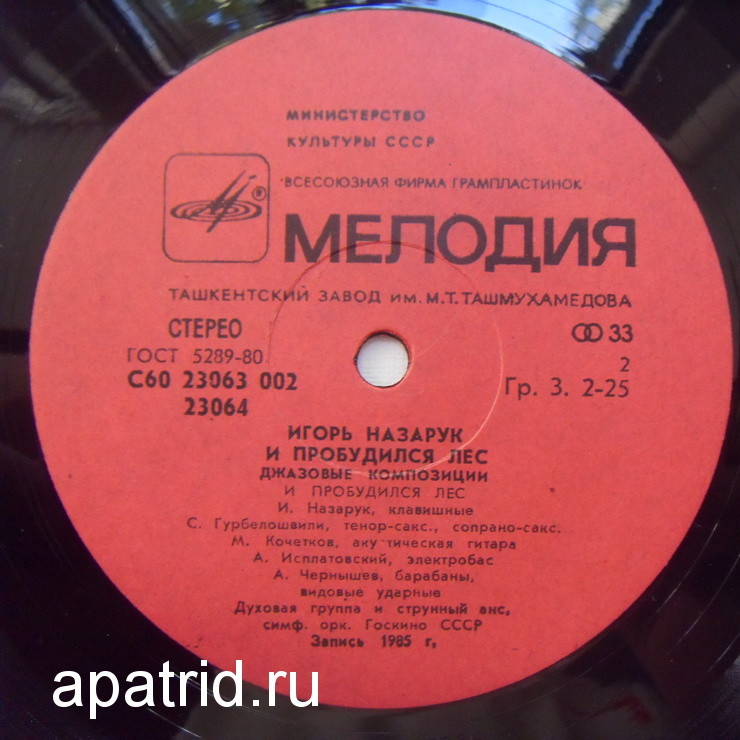 МИНИСТЕРСТВО
КУЛЬТУРЫ СССР
ВСЕСОЮЗНАЯ ФИРМА ГРАМПЛАСТИНОК
®
МЕЛОДИЯ
ТАШКЕНТСКИЙ ЗАВОД им. М.Т. ТАШМУХАМЕДОВА
СТЕРЕО
33
ГОСТ 5289-80
2
С60 23063 002
Гр. 3. 2-25
23064
ИГОРЬ НАЗАРУК
И ПРОБУДИЛСЯ ЛЕС
ДЖАЗОВЫЕ КОМПОЗИЦИИ
И ПРОБУДИЛСЯ ЛЕС
И. Назарук, клавишные
С. Гурбелошвили, тенор-сакс., сопрано-сакс.
М. Кочетков, аку тическая гитара
А. Исплатовский, электробас
А. Чернышев, барабаны,
видовые ударные
Духовая группа и струнный анс,
симф. орк. Госкино СССР
Запись 1985 г,
apatrid.ru